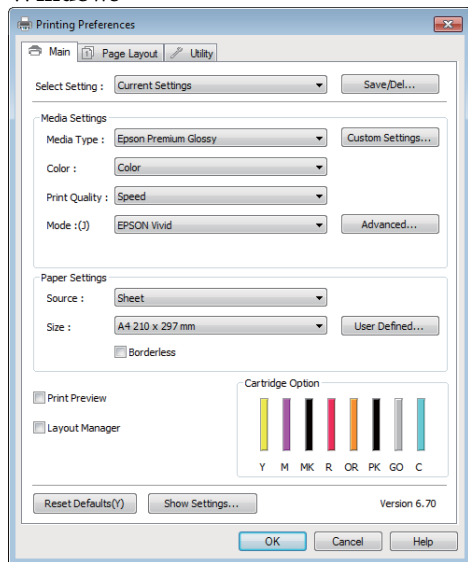 Printing Preferences
Main Page Layout Utility
Select Setting : Current Settings Save/Del...
Media Settings
Media Type : Epson Premium Glossy Custom Settings...
Color : Color
Print Quality : Speed
Mode :(J) EPSON Vivid Advanced...
Paper Settings
Source : Sheet
Size : A4 210 x 297 mm User Defined...
Borderless
Cartridge Option
Print Preview
Layout Manager
Y M MK R OR PK GO C
Reset Defaults(Y) Show Settings... Version 6.70
OK Cancel Help